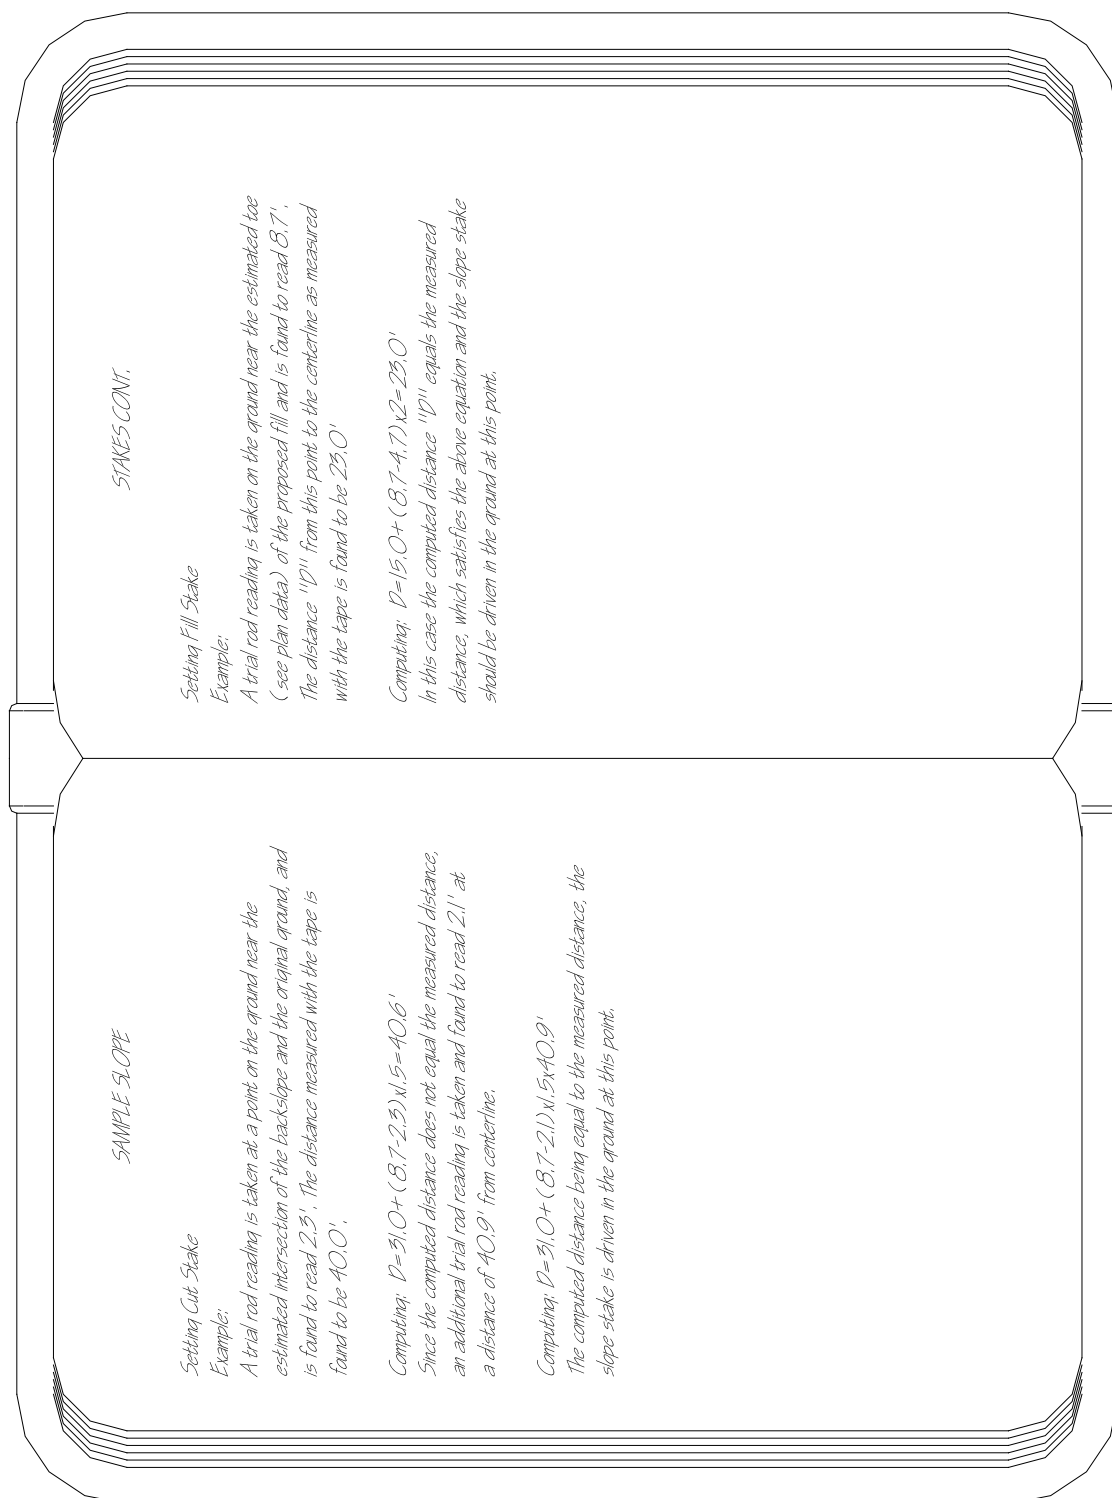 SAMPLE SLOPE
Setting Cut Stake
Example:
A trial rod reading is taken at a point on the ground near the
estimated intersection of the backslope and the original ground, and
is found to read 2.3'. The distance measured with the tape is
found to be 40.0'.
Computing: D=31.0+(8.7-2.3)x1.5=40.6'
Since the computed distance does not equal the measured distance,
an additional trial rod reading is taken and found to read 2.1' at
a distance of 40.9' from centerline.
Computing: D=31.0+(8.7-2.1)x1.5x40.9'
The computed distance being equal to the measured distance, the
slope stake is driven in the ground at this point.
STAKES CONT.
Setting Fill Stake
Example:
A trial rod reading is taken on the ground near the estimated toe
(see plan data) of the proposed fill and is found to read 8.7'.
The distance "D" from this point to the centerline as measured
with the tape is found to be 23.0'
Computing: D=15.0+(8.7-4.7)x2=23.0'
In this case the computed distance "D" equals the measured
distance, which satisfies the above equation and the slope stake
should be driven in the ground at this point.